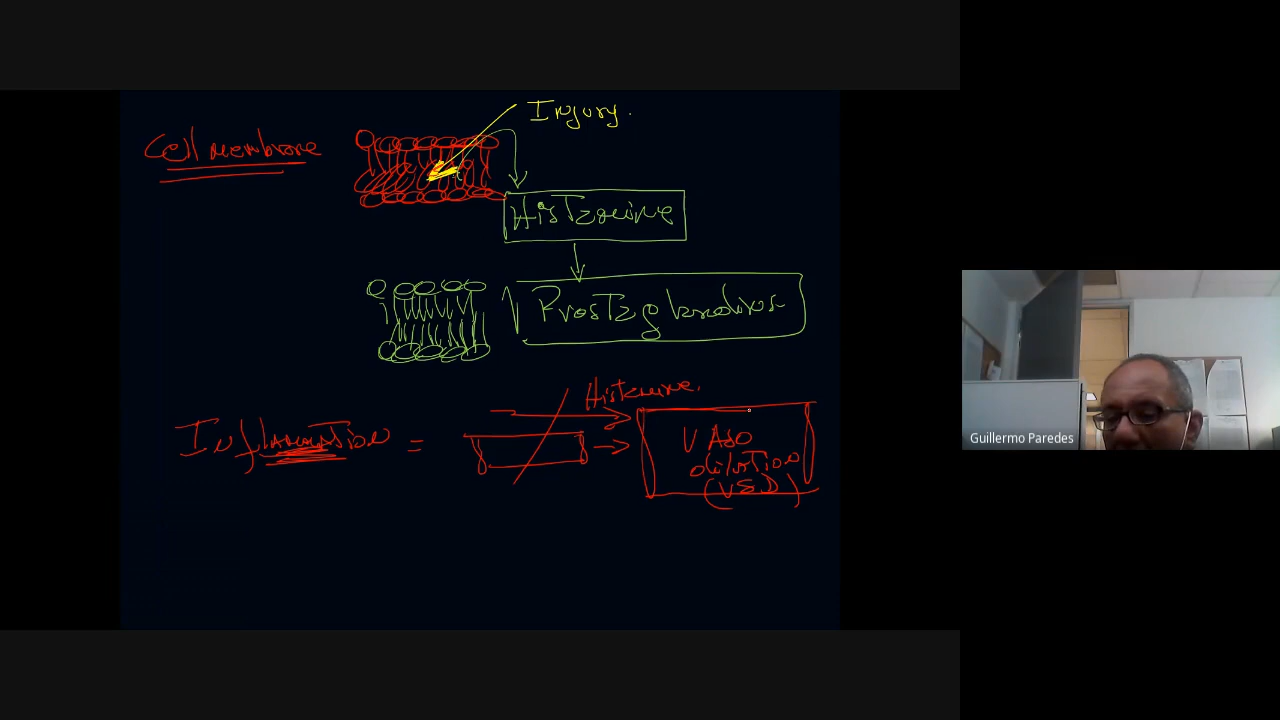 Injury.
Cell membrane
Histamine
Prostaglandins
Histamine.
Inflammation =
VASO
dilation
(VSD)
Guillermo Paredes